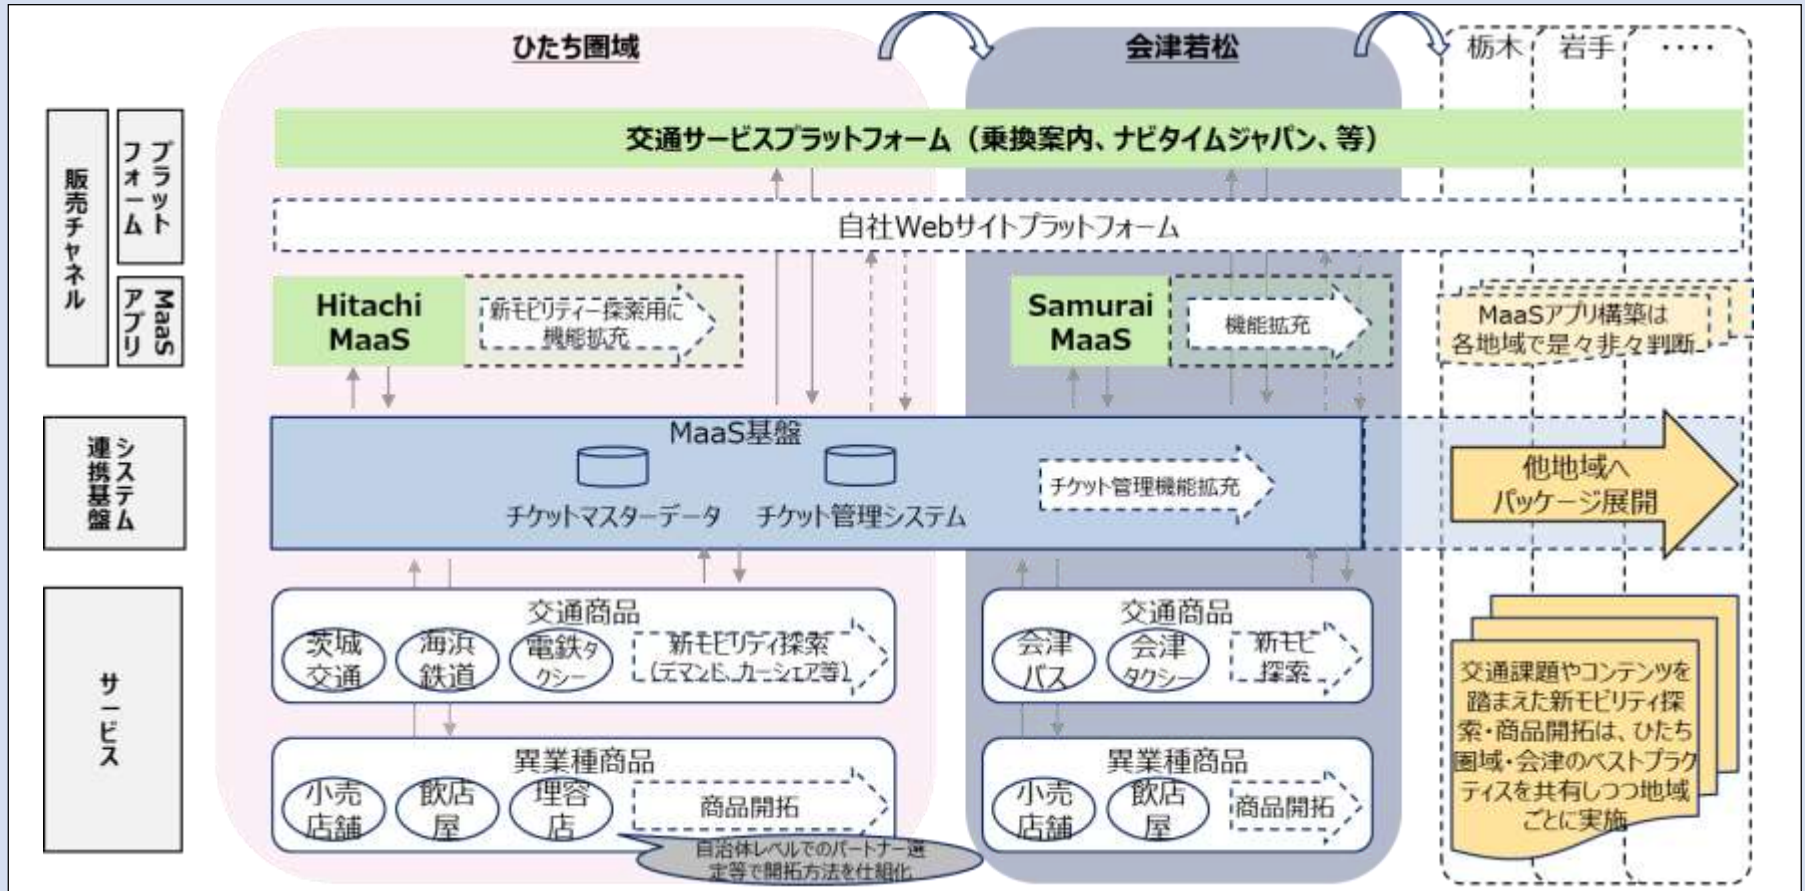 ひたち圏域
会津若松
栃木
岩手
‥‥
販売チャネル
プラット
フォーム
MaaS
アプリ
交通サービスプラットフォーム（乗換案内、ナビタイムジャパン、等）
自社Webサイトプラットフォーム
Hitachi
MaaS
新モビリティー探索用に
機能拡充
Samurai
MaaS
機能拡充
MaaSアプリ構築は
各地域で是々非々判断
システム
連携基盤
MaaS基盤
チケットマスターデータ
チケット管理システム
チケット管理機能拡充
他地域へ
パッケージ展開
サービス
交通商品
茨城
交通
海浜
鉄道
電鉄タ
クシー
新モビリティ探索
(デマンド、カーシェア等)
交通商品
会津
バス
会津
タクシー
新モビ
探索
異業種商品
小売
店舗
飲店
屋
理容
店
商品開拓
自治体レベルでのパートナー選
定等で開拓方法を仕組化
異業種商品
小売
店舗
飲店
屋
商品開拓
交通課題やコンテンツを
踏まえた新モビリティ探
索・商品開拓は、ひたち
圏域・会津のベストプラク
ティスを共有しつつ地域
ごとに実施